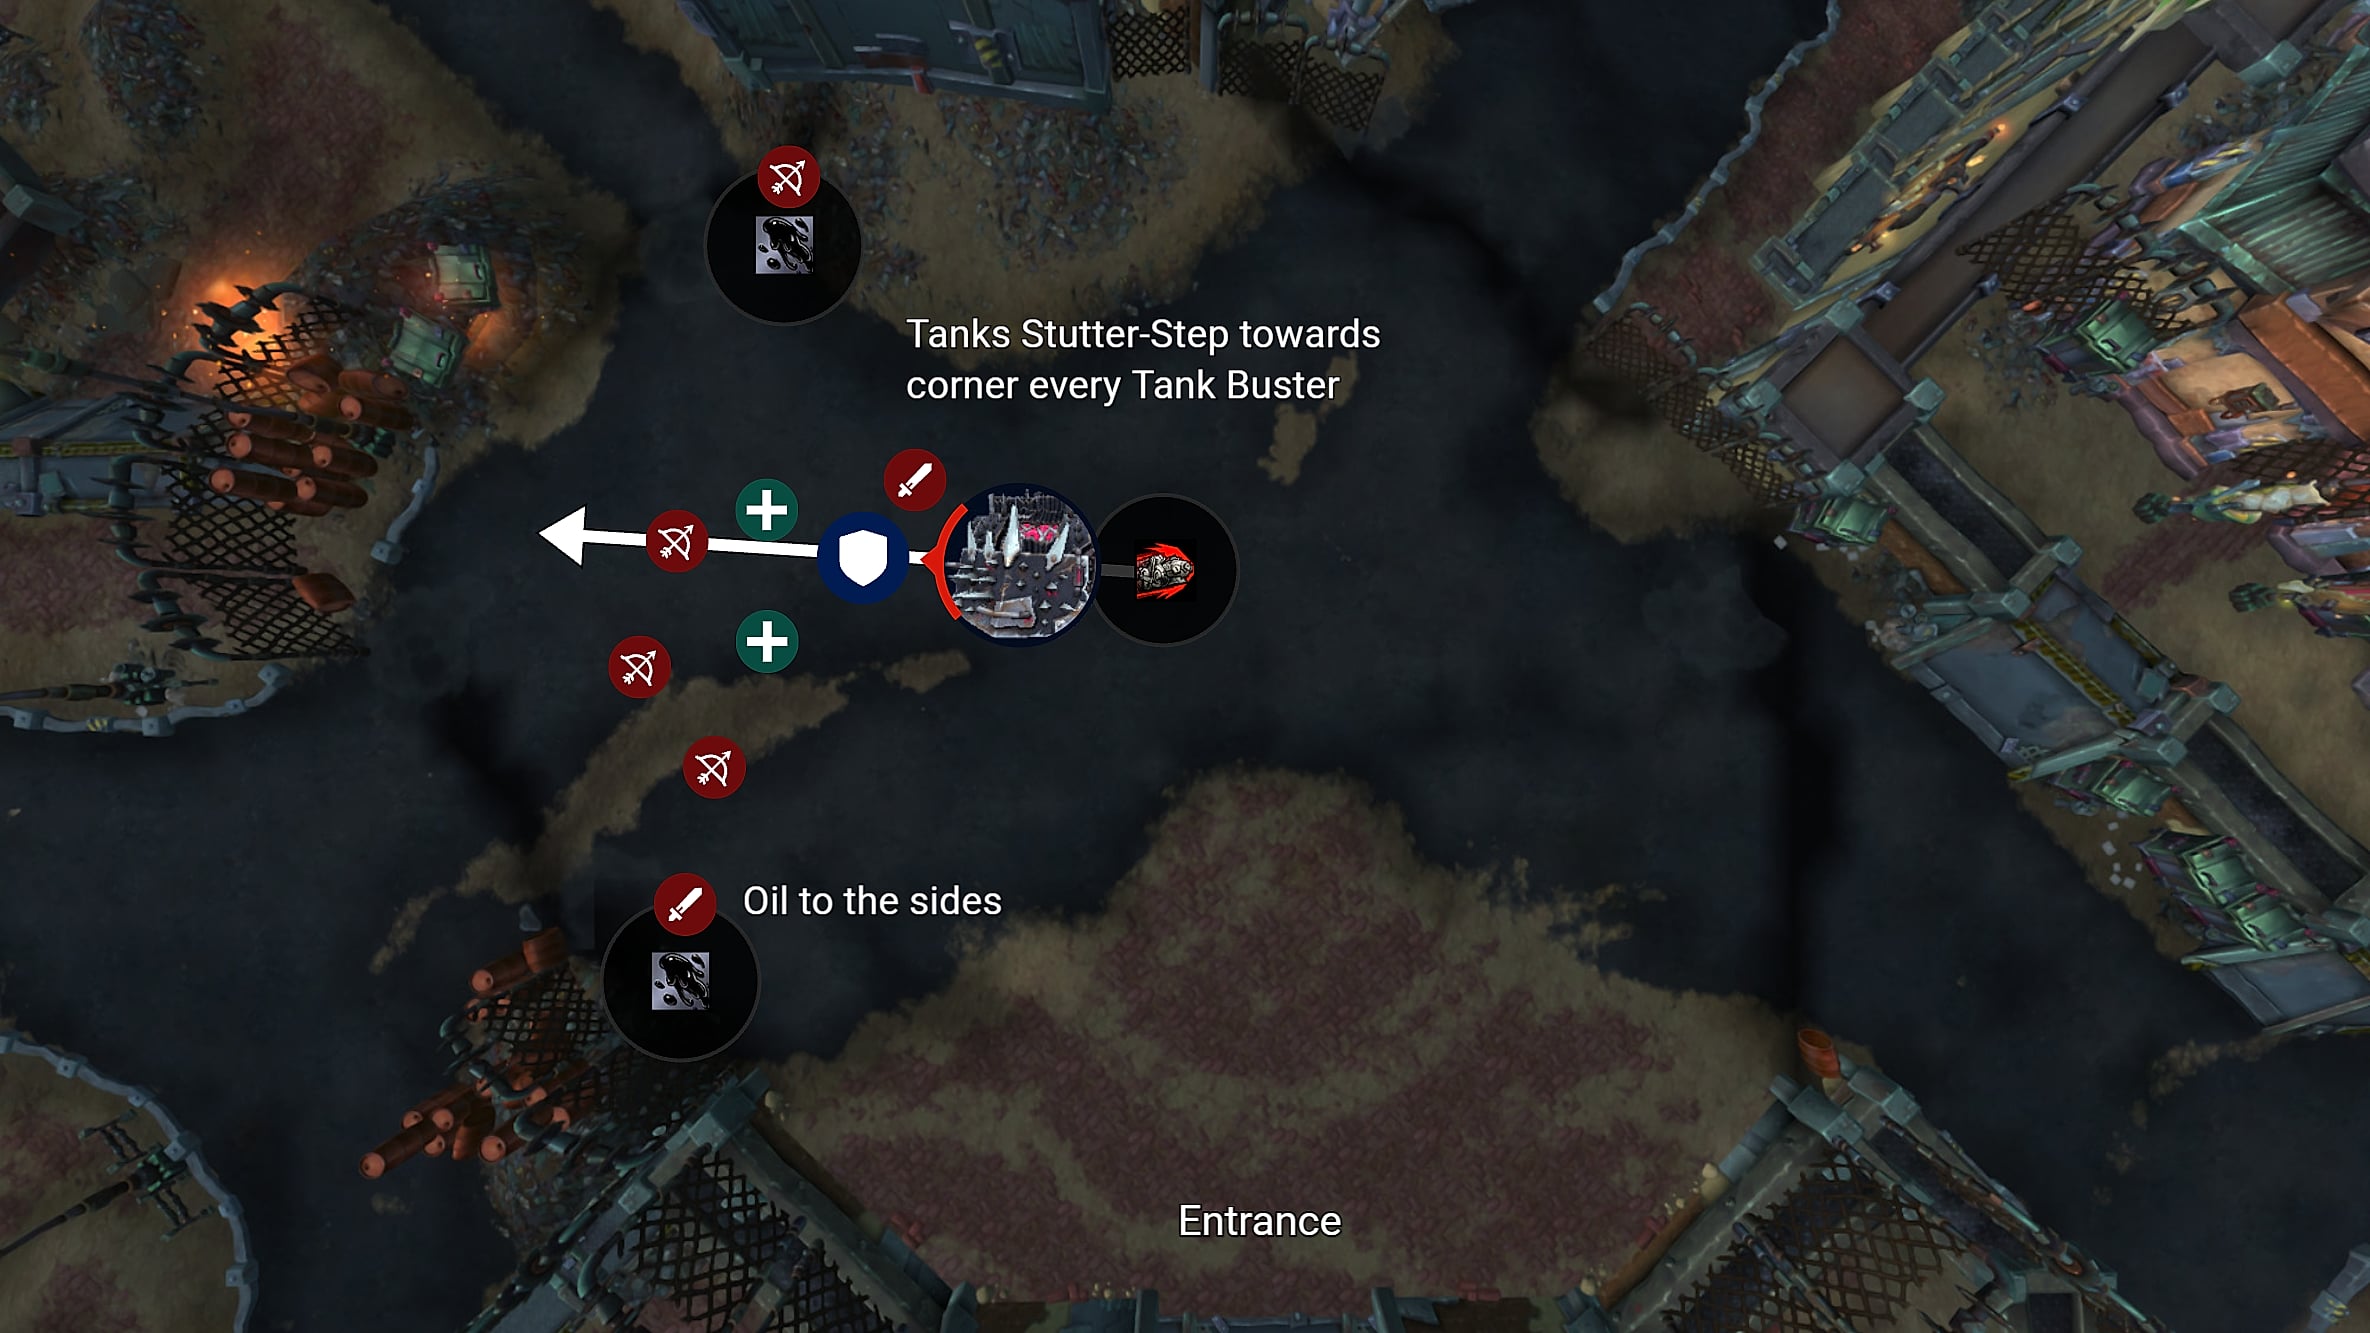 Tanks Stutter-Step towards
corner every Tank Buster
Oil to the sides
Entrance